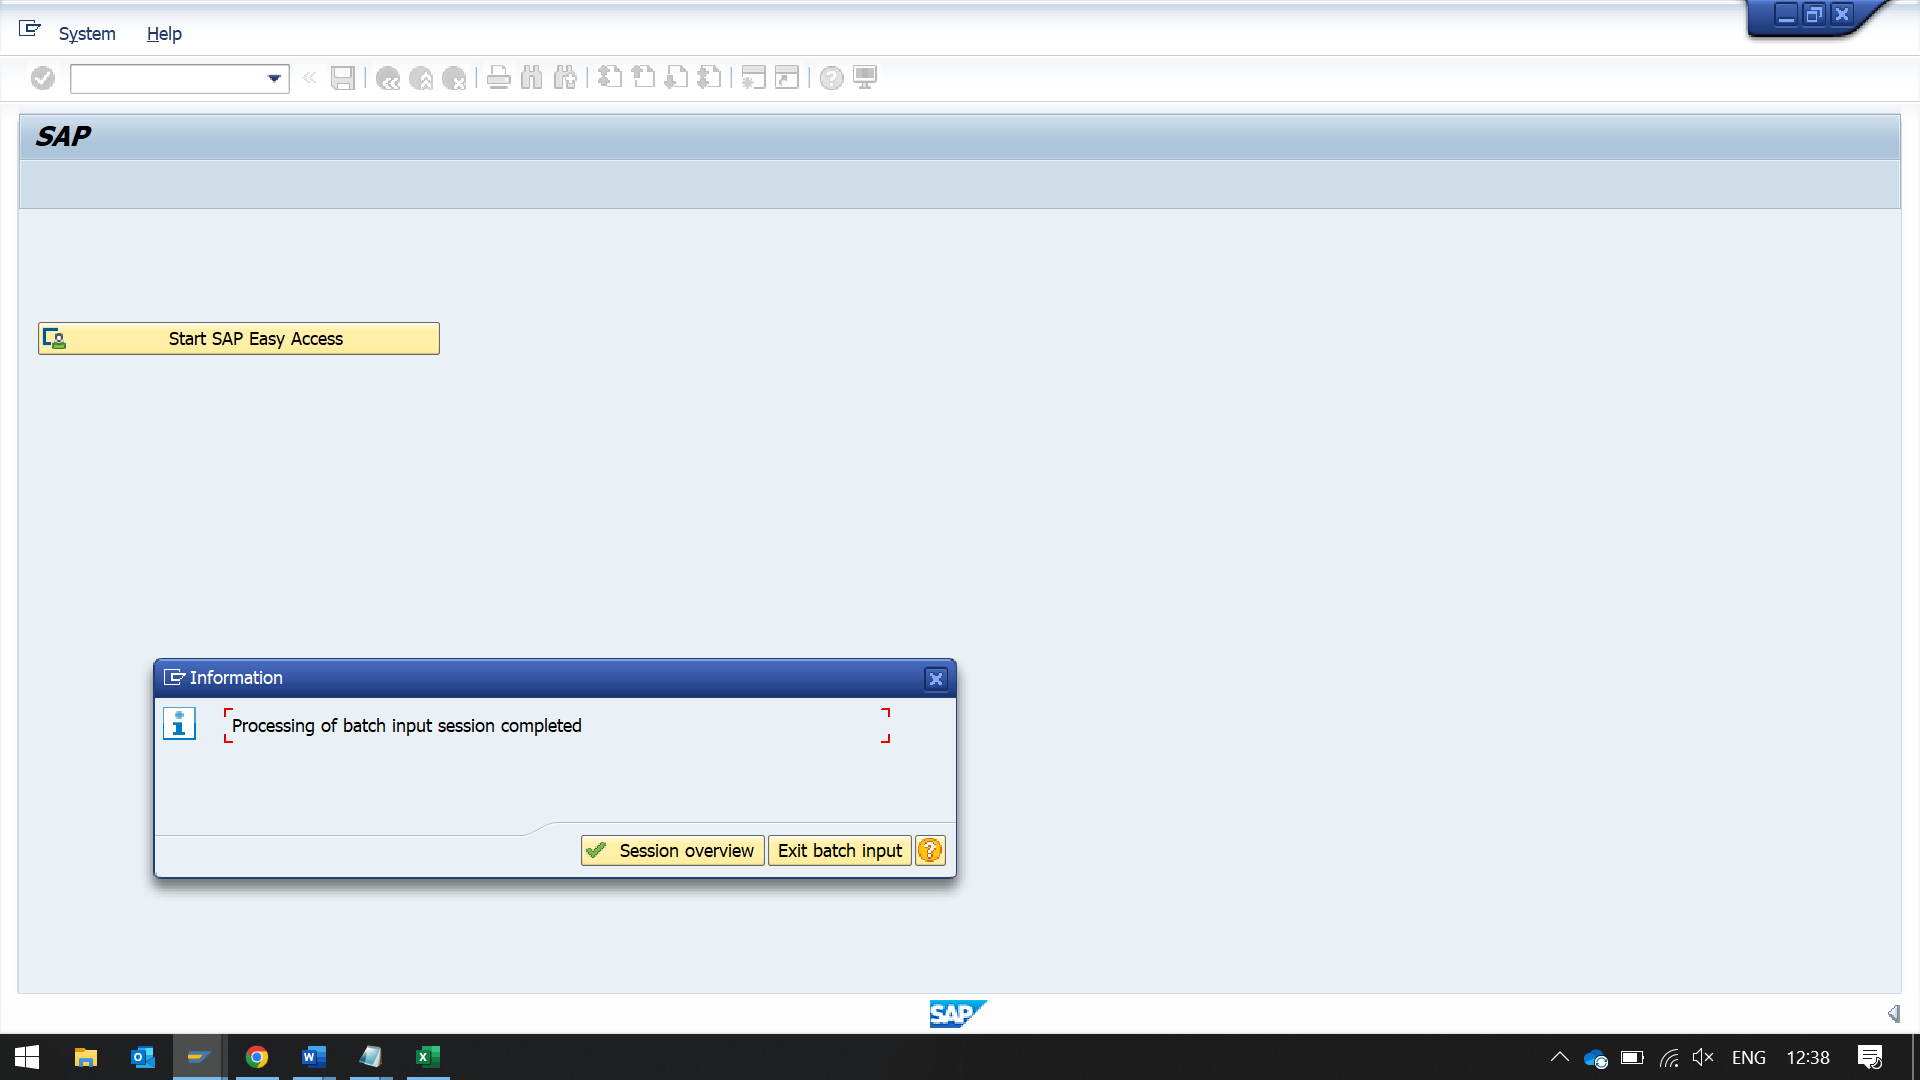 System Help
SAP
Start SAP Easy Access
Information
Processing of batch input session completed
Session overview Exit batch input
SAP
ENG 12:38